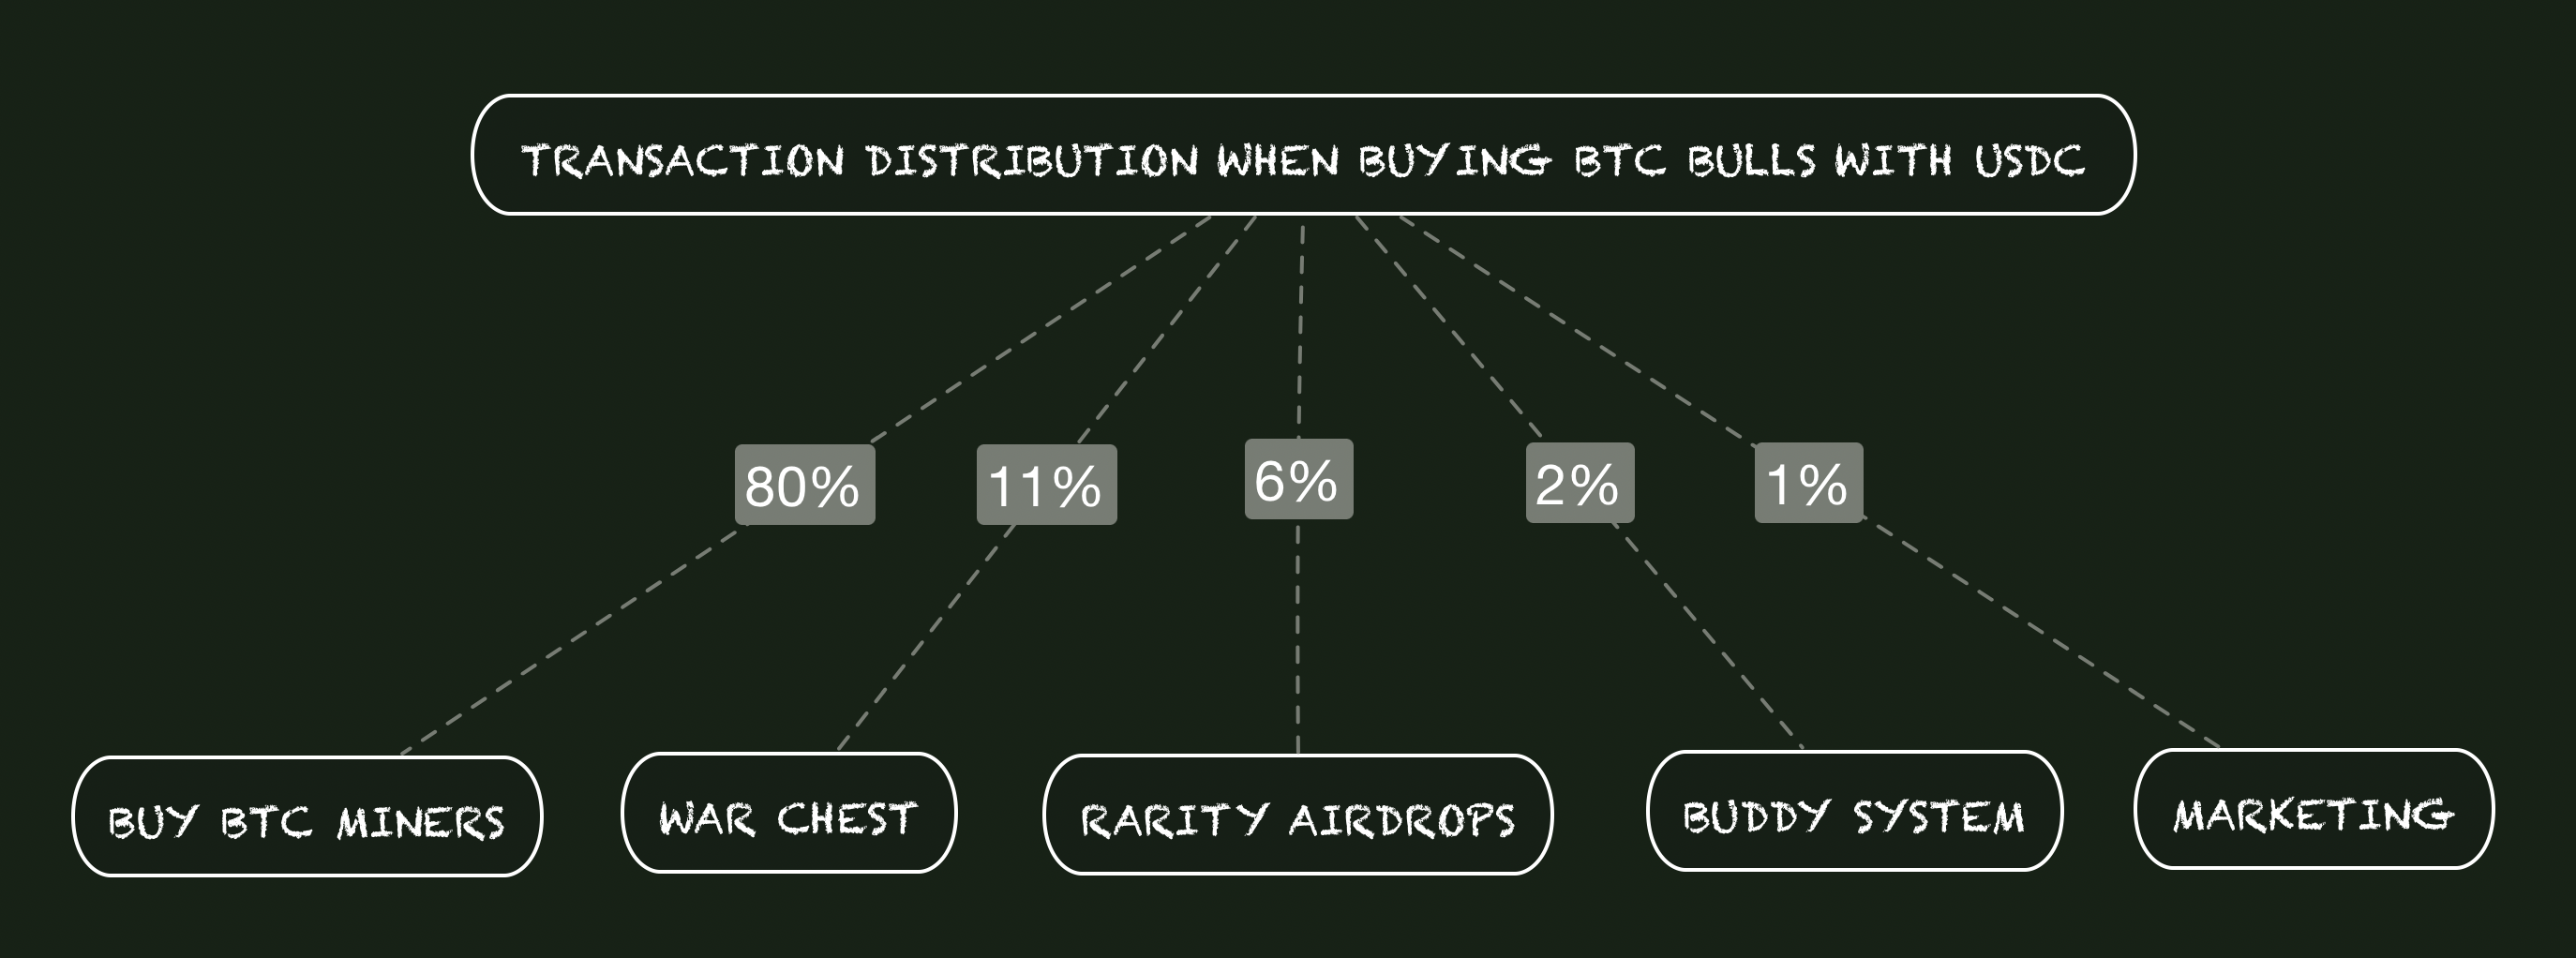 TRANSACTION DISTRIBUTION WHEN BUYING BTC BULLS WITH USDC
80%
11%
6%
2%
1%
BUY BTC MINERS
WAR CHEST
RARITY AIRDROPS
BUDDY SYSTEM
MARKETING